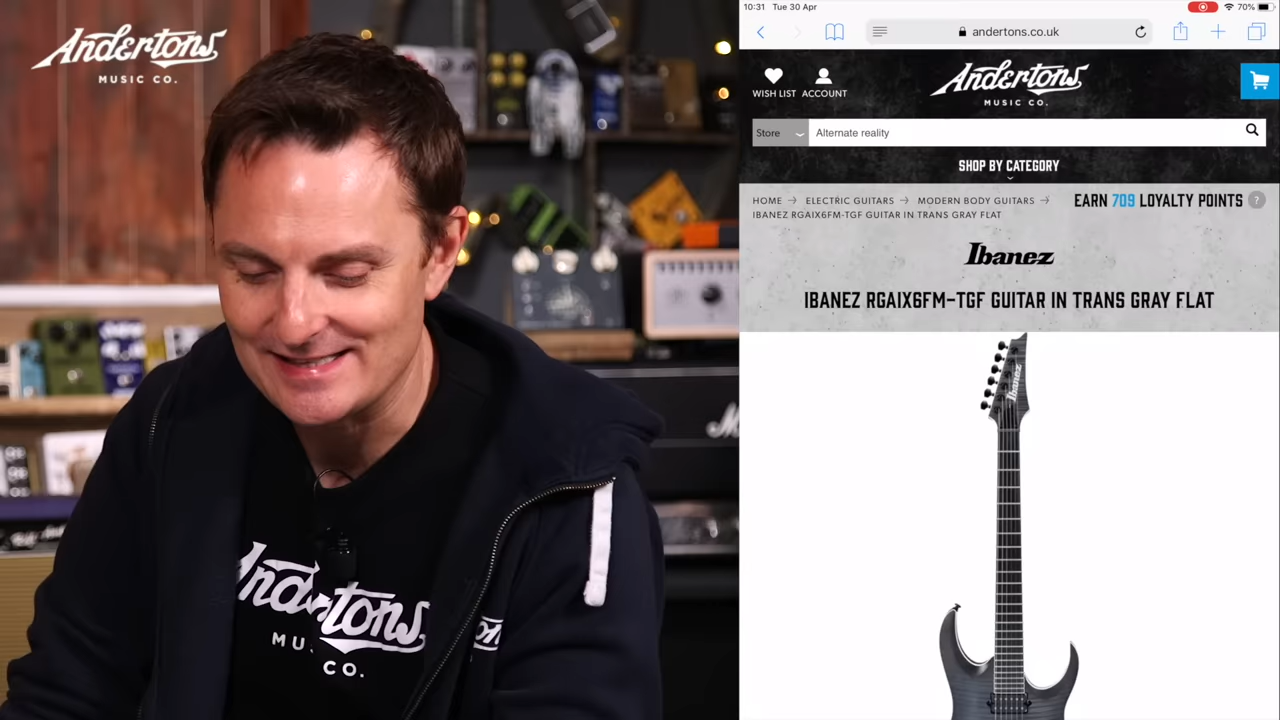 Andertons
MUSIC CO.
Andertons
MU
CO.
10:31 Tue 30 Apr
70%
andertons.co.uk
WISH LIST
ACCOUNT
Andertons
MUSIC CO.
Store
Alternate reality
SHOP BY CATEGORY
HOME → ELECTRIC GUITARS → MODERN BODY GUITARS →
IBANEZ RGAIX6FM-TGF GUITAR IN TRANS GRAY FLAT
EARN 709 LOYALTY POINTS ?
Ibanez
IBANEZ RGAIX6FM-TGF GUITAR IN TRANS GRAY FLAT
Ibanez